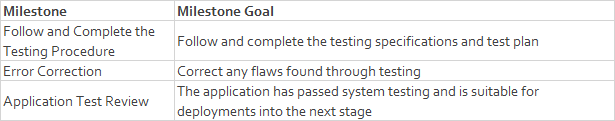 Milestone Milestone Goal
Follow and Complete the
Testing Procedure
Follow and complete the testing specifications and test plan
Error Correction Correct any flaws found through testing
Application Test Review
The application has passed system testing and is suitable for
deployments into the next stage